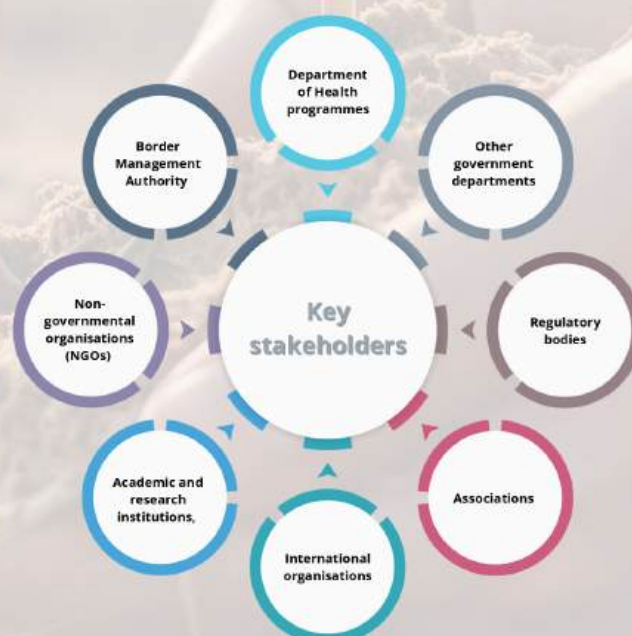 Department
of Health
programmes
Border
Management
Authority
Other
government
departments
Non-
governmental
organisations
(NGOs)
Key
stakeholders
Regulatory
bodies
Academic and
research
institutions,
Associations
International
organisations